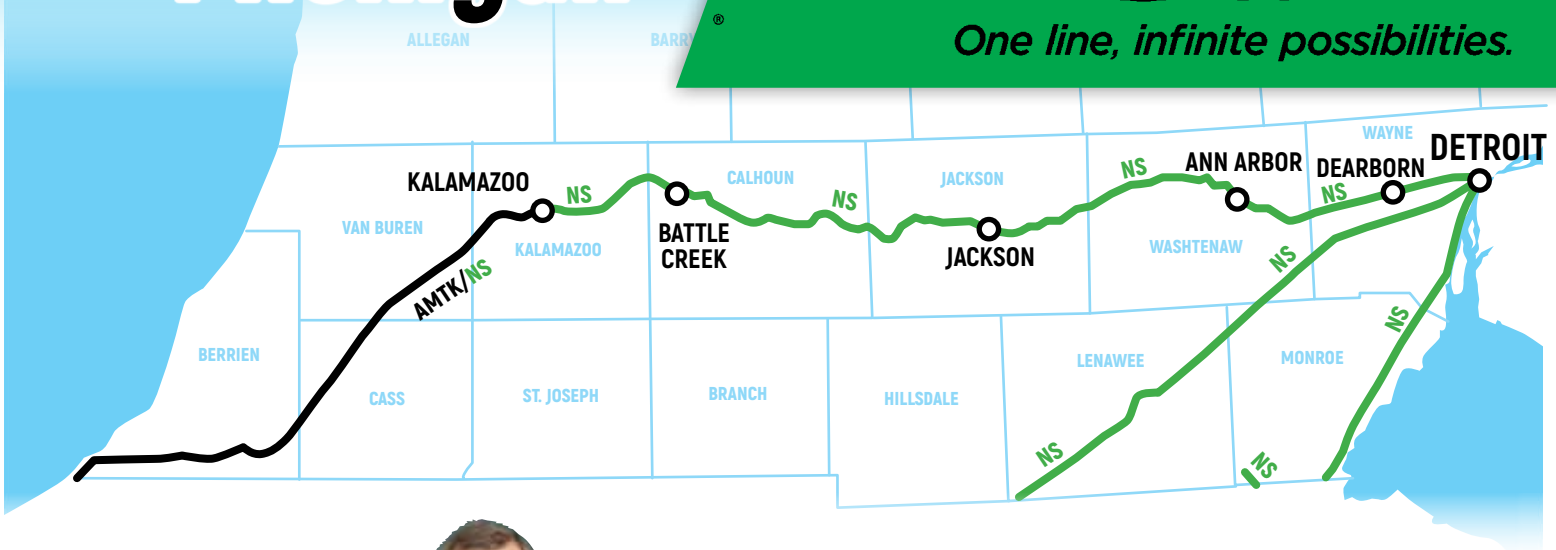 ®
One line, infinite possibilities.
ALLEGAN
BARRY
WAYNE
DETROIT
ANN ARBOR
DEARBORN
KALAMAZOO
NS
CALHOUN
JACKSON
NS
NS
NS
VAN BUREN
KALAMAZOO
BATTLE
CREEK
JACKSON
WASHTENAW
NS
AMTK/NS
NS
BERRIEN
CASS
ST. JOSEPH
BRANCH
HILLSDALE
LENAWEE
MONROE
NS
NS